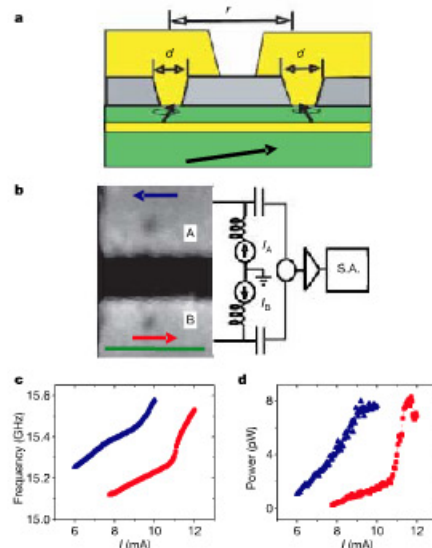 a
r
d
d
b
A
B
I_A
I_B
S.A.
c
Frequency (GHz)
15.6
15.4
15.2
15.0
6 8 10 12
I (mA)
d
Power (pW)
8
4
0
6 8 10 12
I (mA)